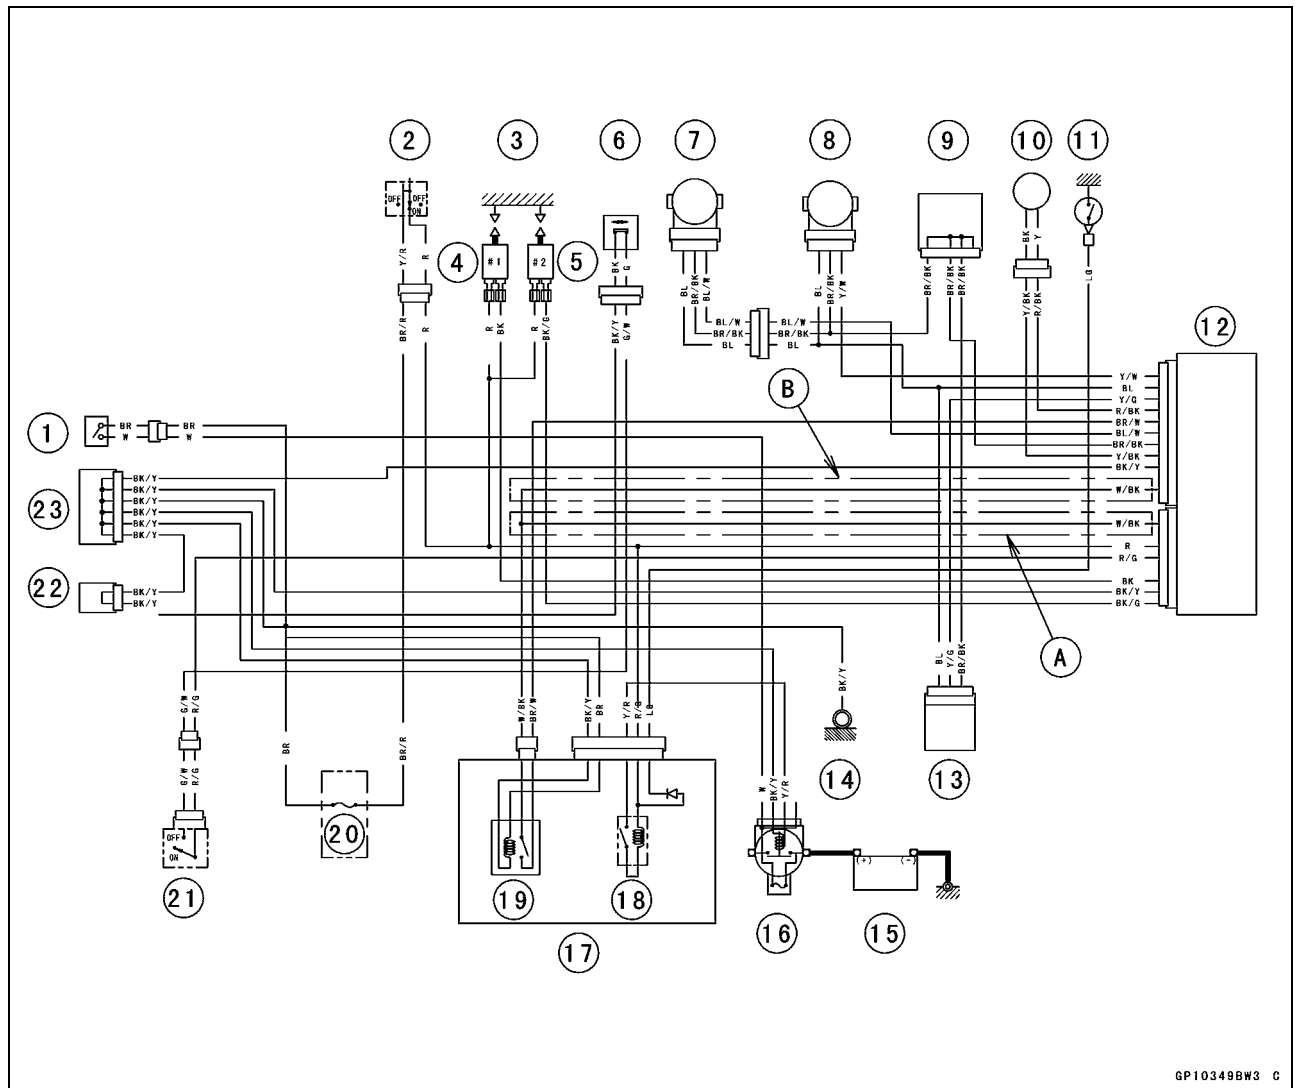 2
3
6
7
8
9
10
11
OFF
OFF
ON
4
#1
#2
5
BK
G
BK
Y
Y/R
R
LG
BL
BR/BK
BL/W
BL
BR/BK
Y/W
BR/BK
BR/BK
BR/BK
Y/BK
R/BK
BR/R
R
R
BK
R
BK/G
BK/Y
G/W
BL/W
BR/BK
BL
BL/W
BR/BK
BL
12
B
Y/W
BL
Y/G
R/BK
BR/W
BL/W
BR/BK
Y/BK
BK/Y
W/BK
W/BK
R
R/G
BK
BK/Y
BK/G
1
BR
W
BR
W
23
BK/Y
BK/Y
BK/Y
BK/Y
BK/Y
BK/Y
22
BK/Y
BK/Y
A
BL
Y/G
BR/BK
BK/Y
G/W
R/G
W/BK
BR/W
BK/Y
BR
Y/R
BR
BR/R
G/W
R/G
W
BK/Y
Y/R
14
13
20
OFF
ON
21
19
18
17
(+)
(-)
16
15
GP10349BW3 C